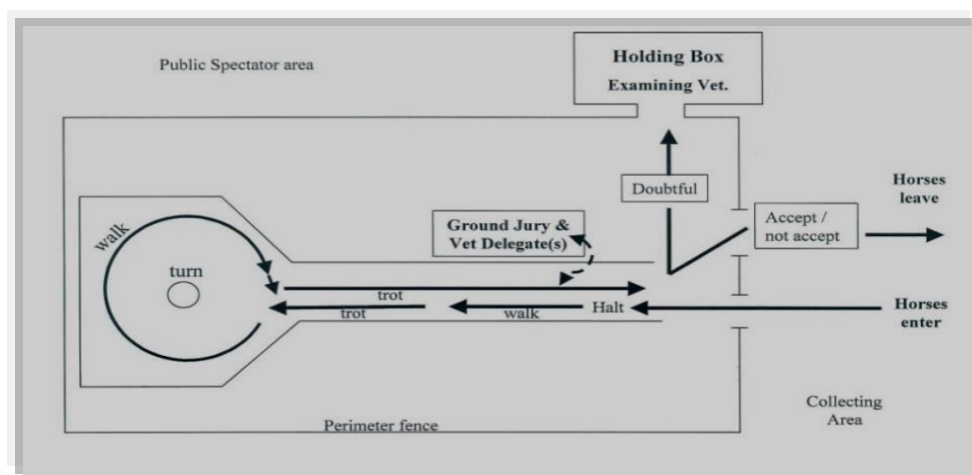 Public Spectator area
Holding Box
Examining Vet.
Doubtful
Horses
leave
Accept /
not accept
Ground Jury &
Vet Delegate(s)
walk
turn
trot
trot
walk
Halt
Horses
enter
Collecting
Area
Perimeter fence